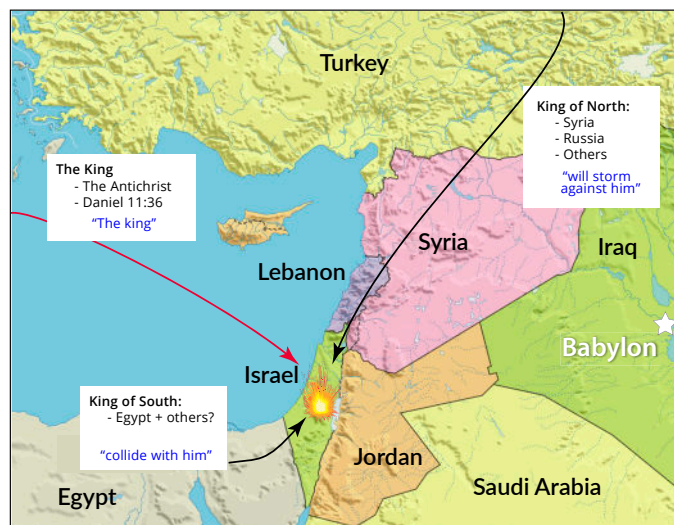 Turkey
King of North:
- Syria
- Russia
- Others
“will storm
against him”
The King
- The Antichrist
- Daniel 11:36
“The king”
Syria
Iraq
Lebanon
Babylon
Israel
King of South:
- Egypt + others?
“collide with him”
Jordan
Egypt
Saudi Arabia